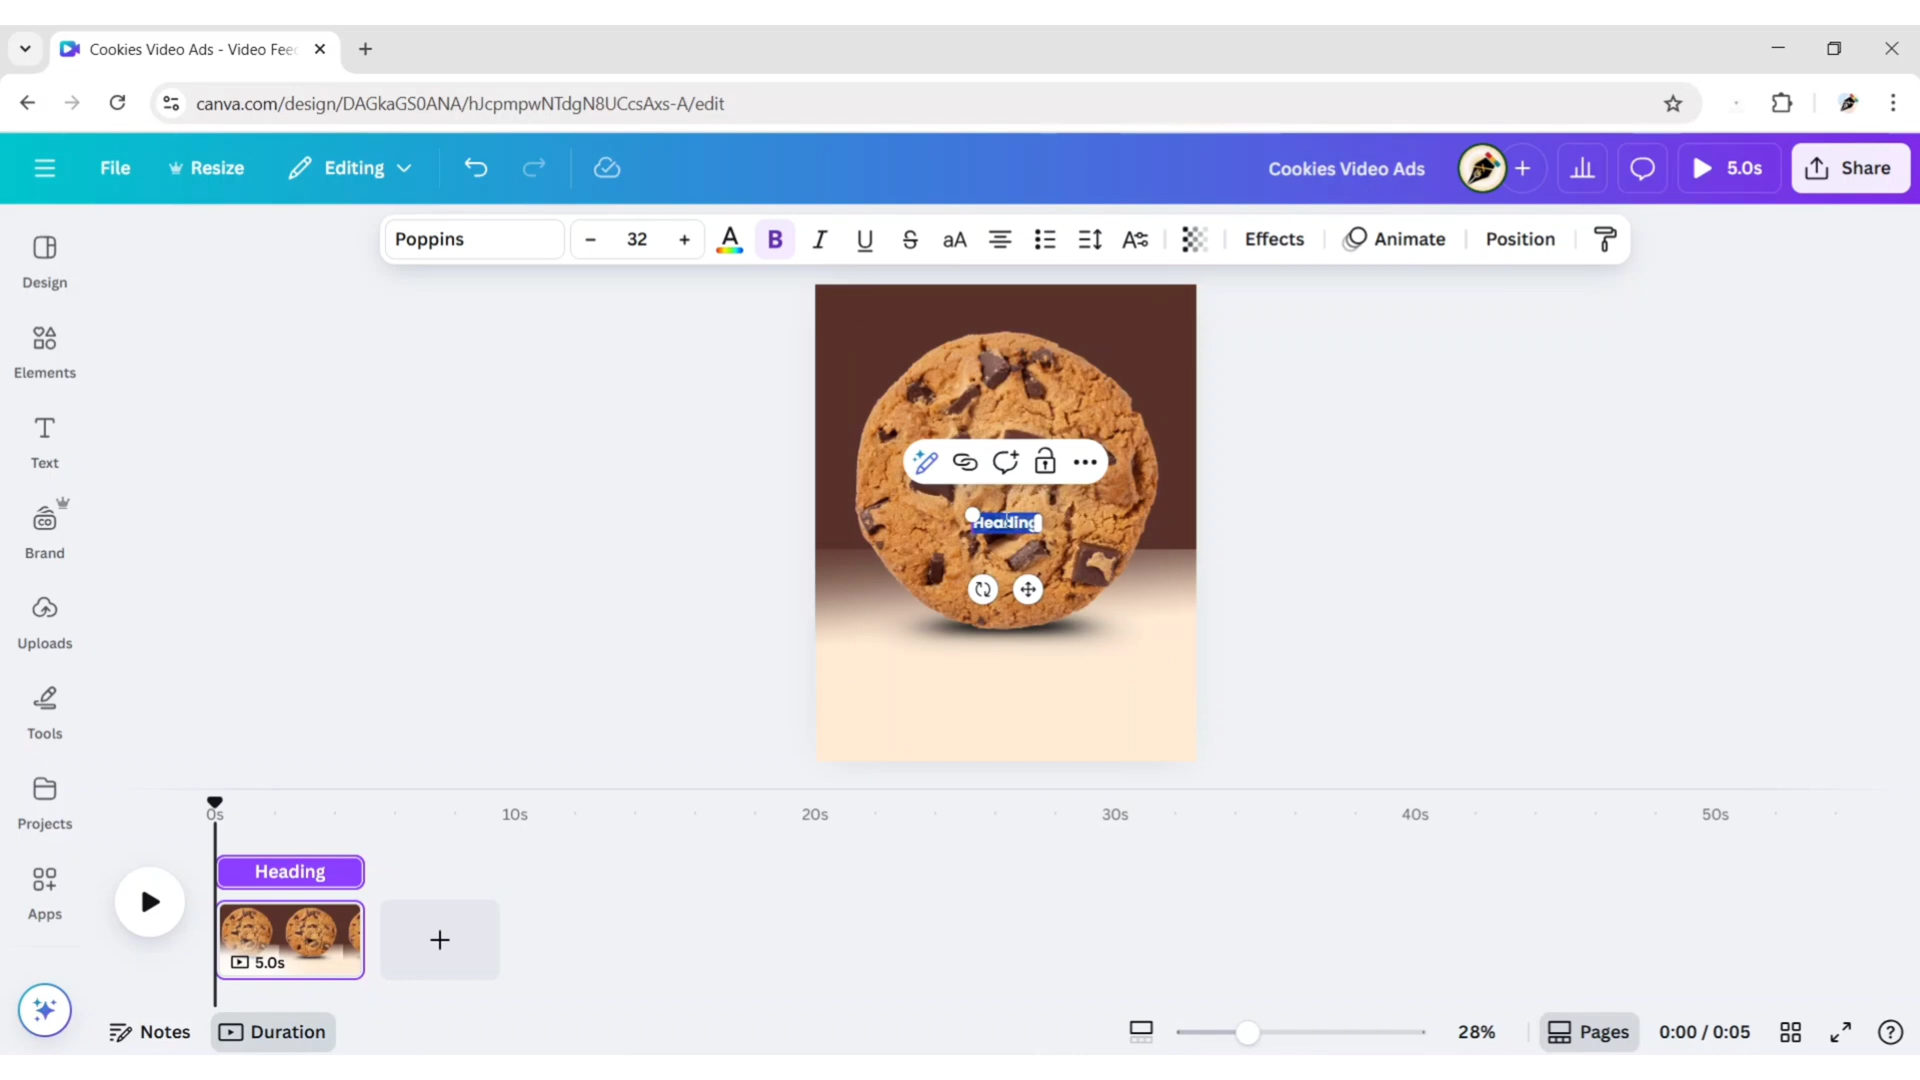 Cookies Video Ads - Video Feed
canva.com/design/DAGkaGS0ANA/hJcpmpwNTdgN8UCcsAxs-A/edit
File
Resize
Editing
Cookies Video Ads
5.0s
Share
Poppins
– 32 +
A
B
I
U
S
aA
Effects
Animate
Position
Design
Elements
Text
Brand
Uploads
Tools
Projects
Apps
Heading
0s
10s
20s
30s
40s
50s
Heading
5.0s
Notes
Duration
28%
Pages
0:00 / 0:05